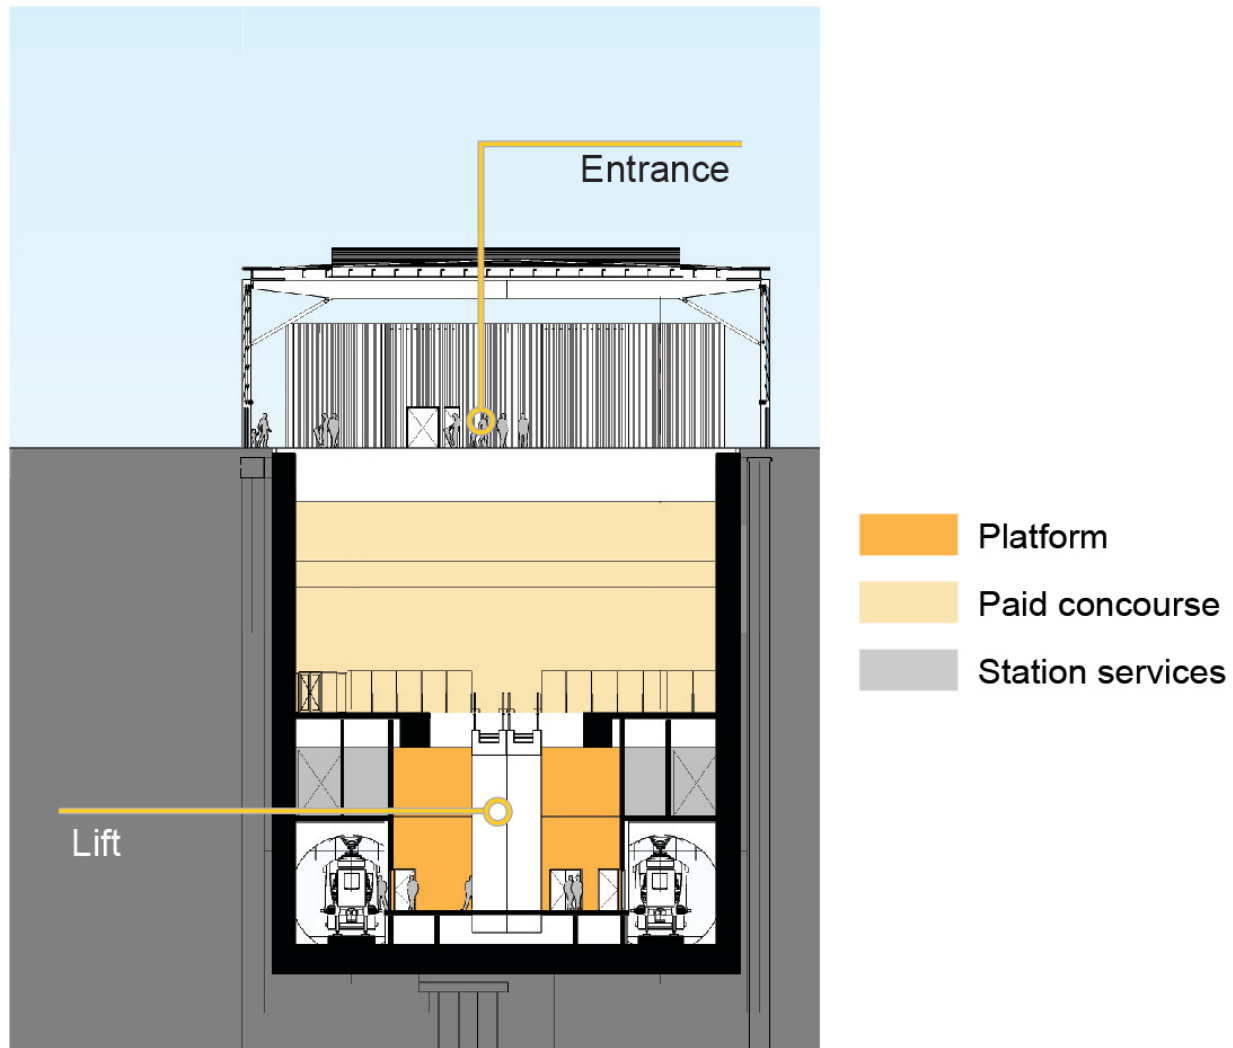 Entrance
Platform
Paid concourse
Station services
Lift